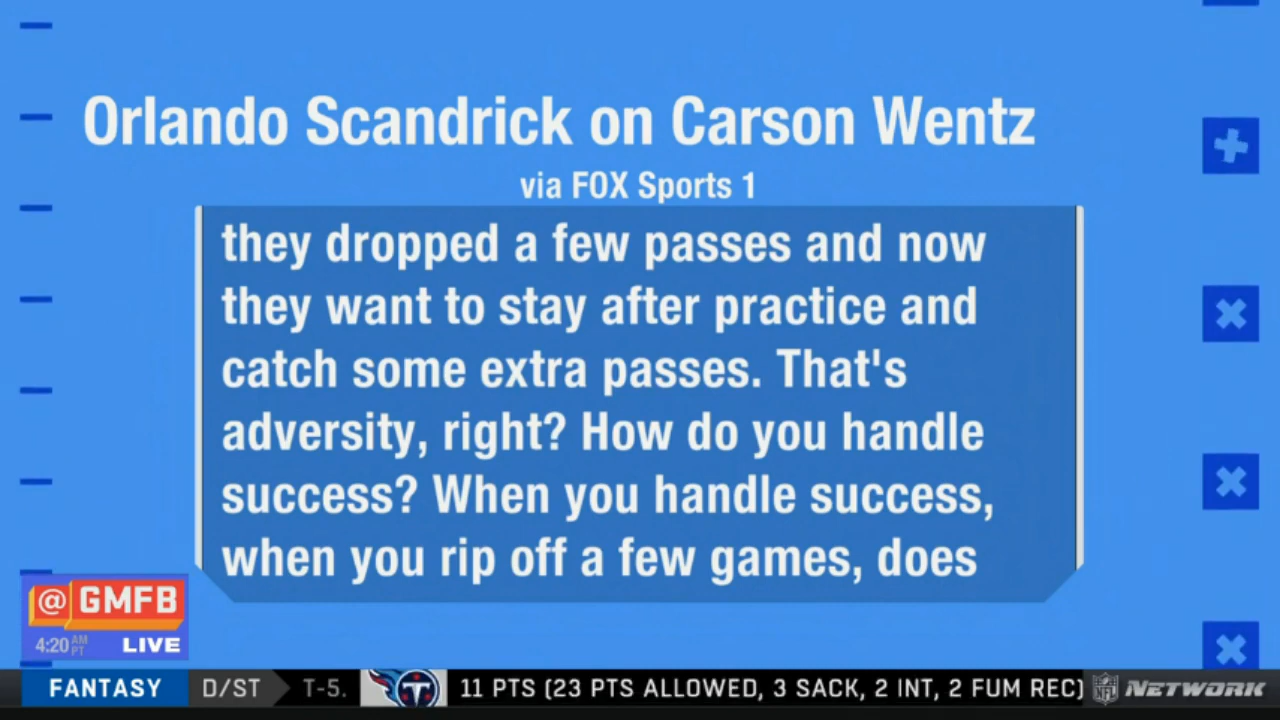 Orlando Scandrick on Carson Wentz
via FOX Sports 1
they dropped a few passes and now
they want to stay after practice and
catch some extra passes. That's
adversity, right? How do you handle
success? When you handle success,
when you rip off a few games, does
@GMFB
4:20 AM PT LIVE
FANTASY D/ST T-5. T 11 PTS (23 PTS ALLOWED, 3 SACK, 2 INT, 2 FUM REC) NFL NETWORK